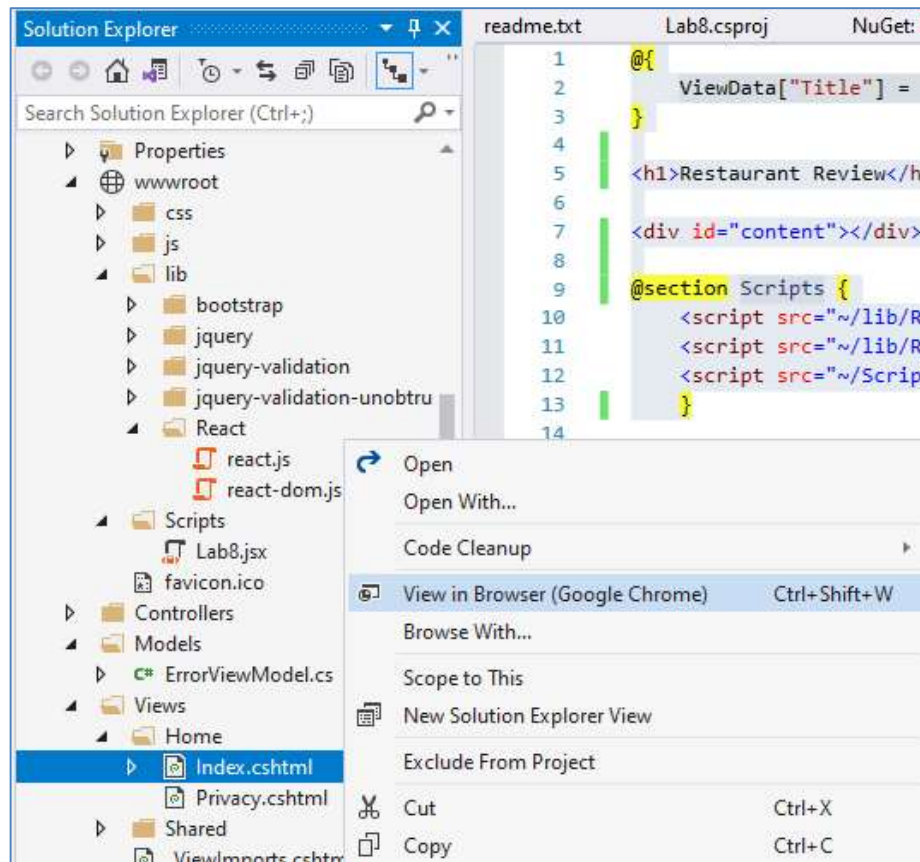 Solution Explorer
Search Solution Explorer (Ctrl+;)
Properties
wwwroot
css
js
lib
bootstrap
jquery
jquery-validation
jquery-validation-unobtru
React
react.js
react-dom.js
Scripts
Lab8.jsx
favicon.ico
Controllers
Models
C# ErrorViewModel.cs
Views
Home
Index.cshtml
Privacy.cshtml
Shared
_ViewImports.cshtm
readme.txt Lab8.csproj NuGet:
1 @{
2 ViewData["Title"] =
3 }
4
5 <h1>Restaurant Review</h
6
7 <div id="content"></div>
8
9 @section Scripts {
10 <script src="~/lib/R
11 <script src="~/lib/R
12 <script src="~/Scrip
13 }
14
Open
Open With...
Code Cleanup
View in Browser (Google Chrome) Ctrl+Shift+W
Browse With...
Scope to This
New Solution Explorer View
Exclude From Project
Cut Ctrl+X
Copy Ctrl+C